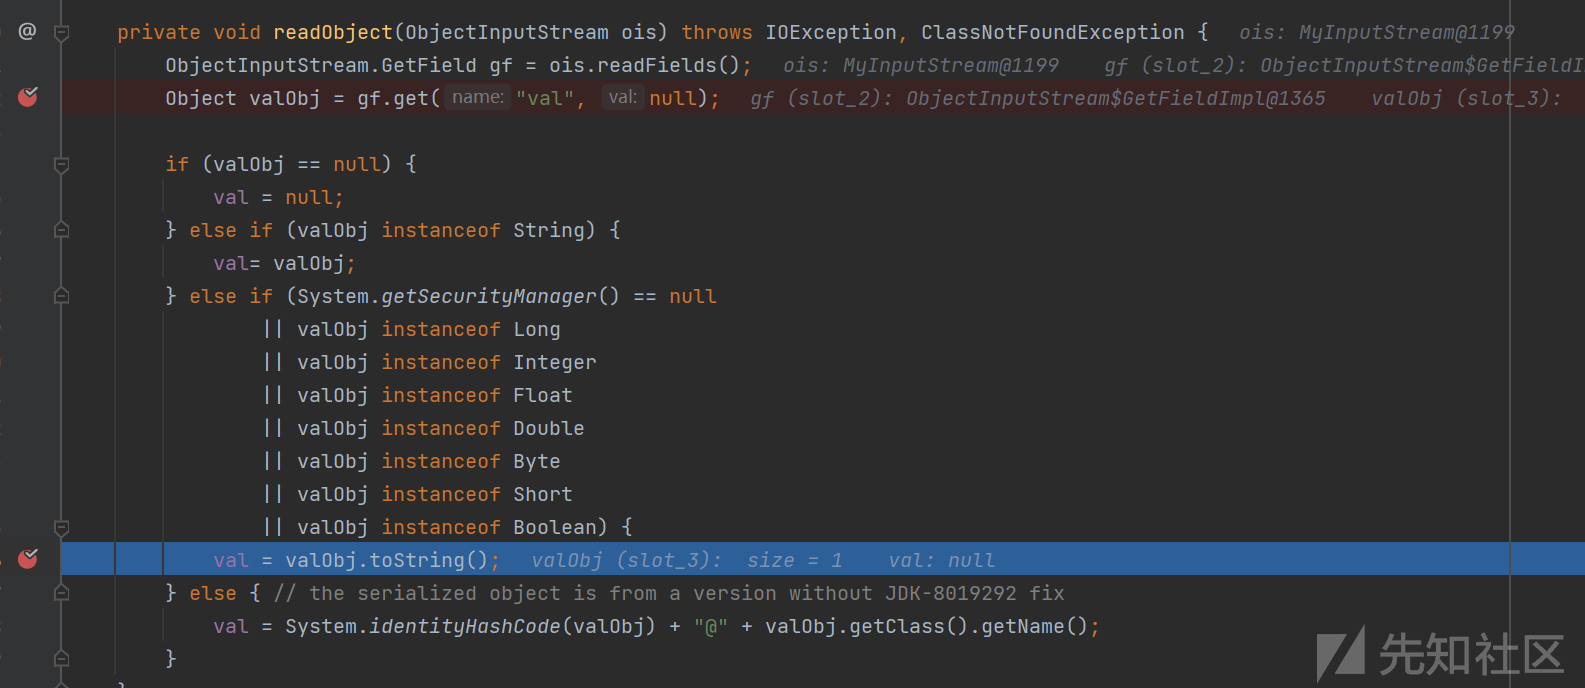 @ private void readObject(ObjectInputStream ois) throws IOException, ClassNotFoundException { ois: MyInputStream@1199
ObjectInputStream.GetField gf = ois.readFields(); ois: MyInputStream@1199 gf (slot_2): ObjectInputStream$GetFieldI
Object valObj = gf.get( name: "val", val: null); gf (slot_2): ObjectInputStream$GetFieldImpl@1365 valObj (slot_3):
if (valObj == null) {
val = null;
} else if (valObj instanceof String) {
val= valObj;
} else if (System.getSecurityManager() == null
|| valObj instanceof Long
|| valObj instanceof Integer
|| valObj instanceof Float
|| valObj instanceof Double
|| valObj instanceof Byte
|| valObj instanceof Short
|| valObj instanceof Boolean) {
val = valObj.toString(); valObj (slot_3): size = 1 val: null
} else { // the serialized object is from a version without JDK-8019292 fix
val = System.identityHashCode(valObj) + "@" + valObj.getClass().getName();
}
先知社区